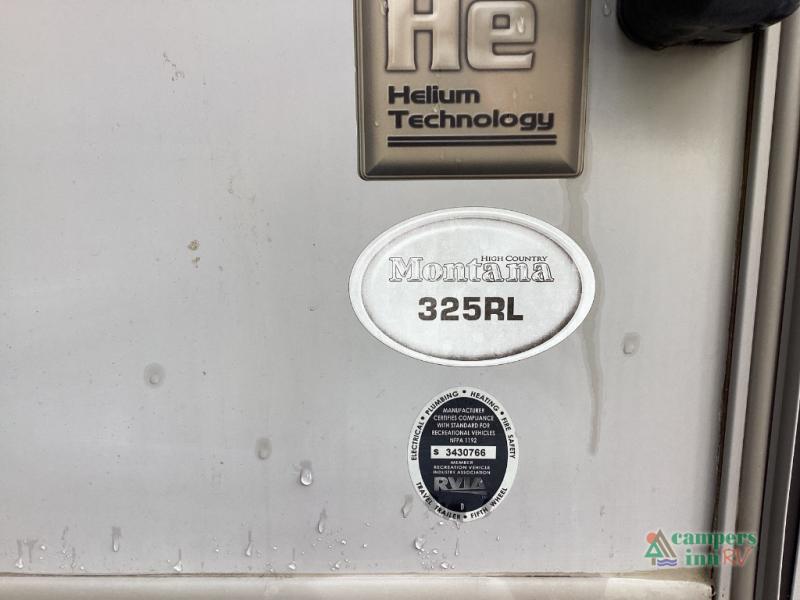 He
Helium
Technology
HIGH COUNTRY
Montana
325RL
ELECTRICAL • PLUMBING • HEATING • FIRE SAFETY
MANUFACTURER
CERTIFIES COMPLIANCE
WITH STANDARD FOR
RECREATIONAL VEHICLES
NFPA 1192
S 3430766
MEMBER
RECREATION VEHICLE
INDUSTRY ASSOCIATION
RVIA
TRAVEL TRAILER • FIFTH WHEEL
campers
inn RV